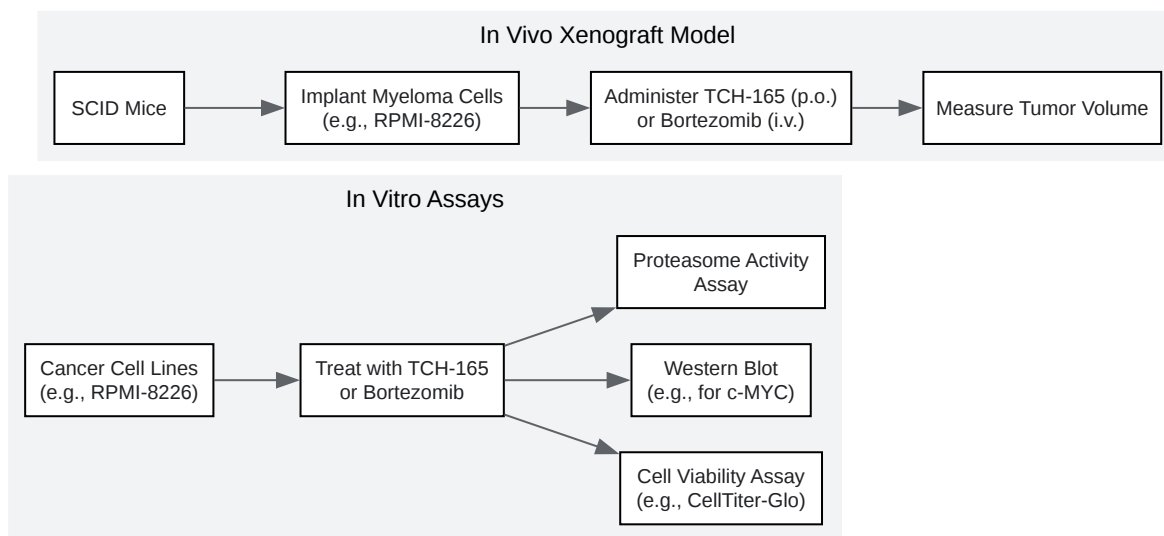 In Vivo Xenograft Model
SCID Mice
Implant Myeloma Cells
(e.g., RPMI-8226)
Administer TCH-165 (p.o.)
or Bortezomib (i.v.)
Measure Tumor Volume
In Vitro Assays
Cancer Cell Lines
(e.g., RPMI-8226)
Treat with TCH-165
or Bortezomib
Proteasome Activity
Assay
Western Blot
(e.g., for c-MYC)
Cell Viability Assay
(e.g., CellTiter-Glo)